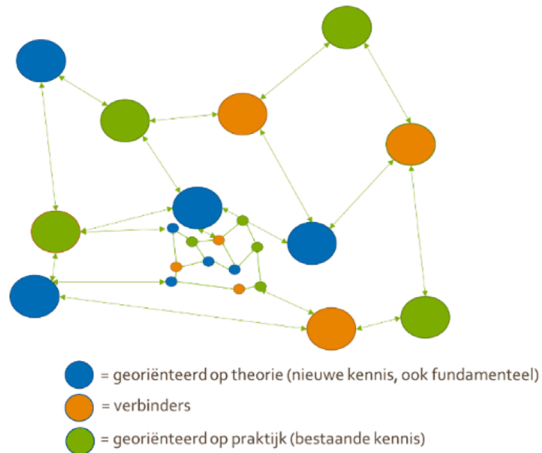 = georiënteerd op theorie (nieuwe kennis, ook fundamenteel)
= verbinders
= georiënteerd op praktijk (bestaande kennis)